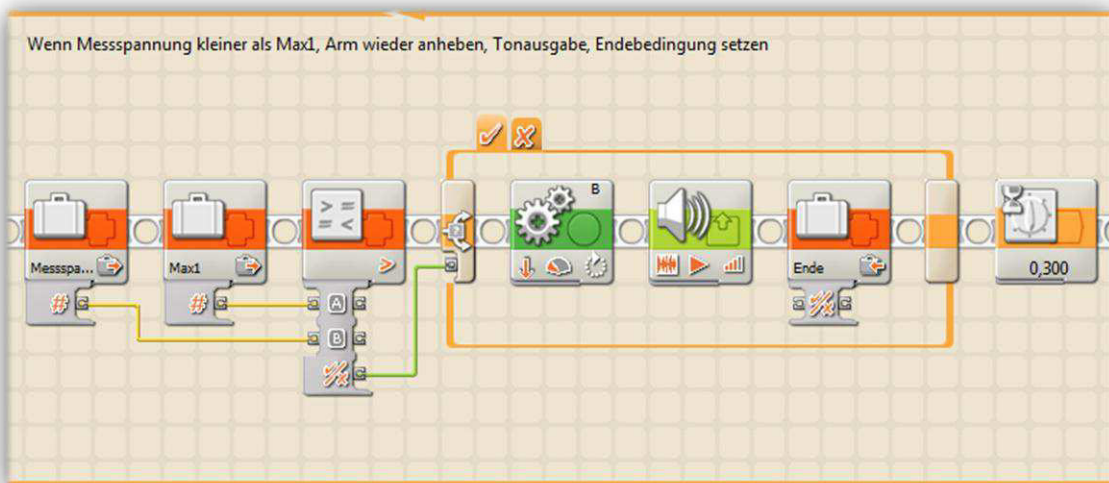 Wenn Messspannung kleiner als Max1, Arm wieder anheben, Tonausgabe, Endebedingung setzen
B
> =
= <
Messspa...
Max1
>
Ende
0,300
#
#
A
B